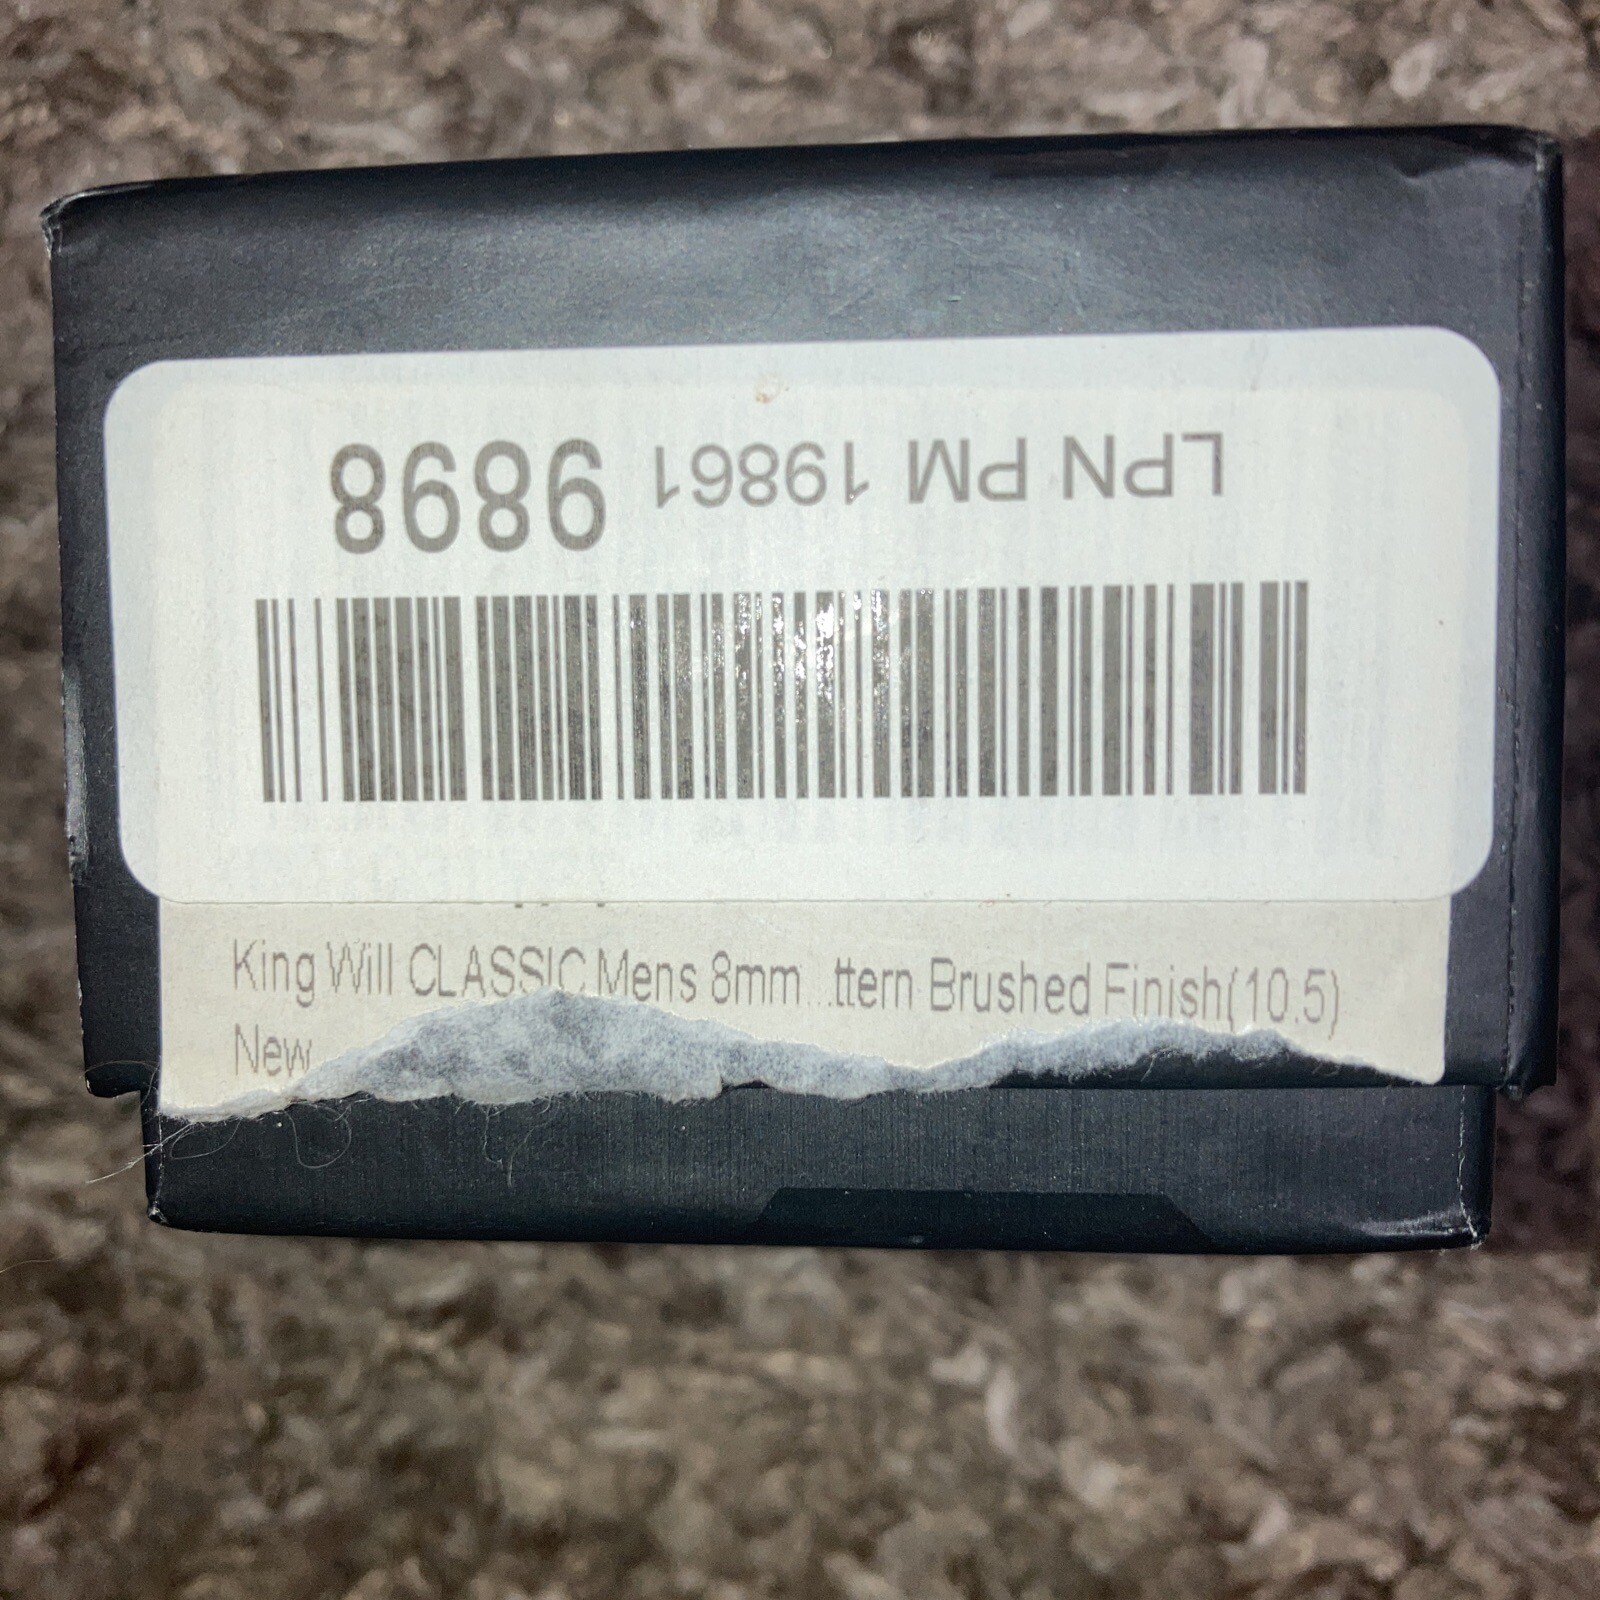 LPN PM 19861 9898
King Will CLASSIC Mens 8mm...ttern Brushed Finish(10.5)
New